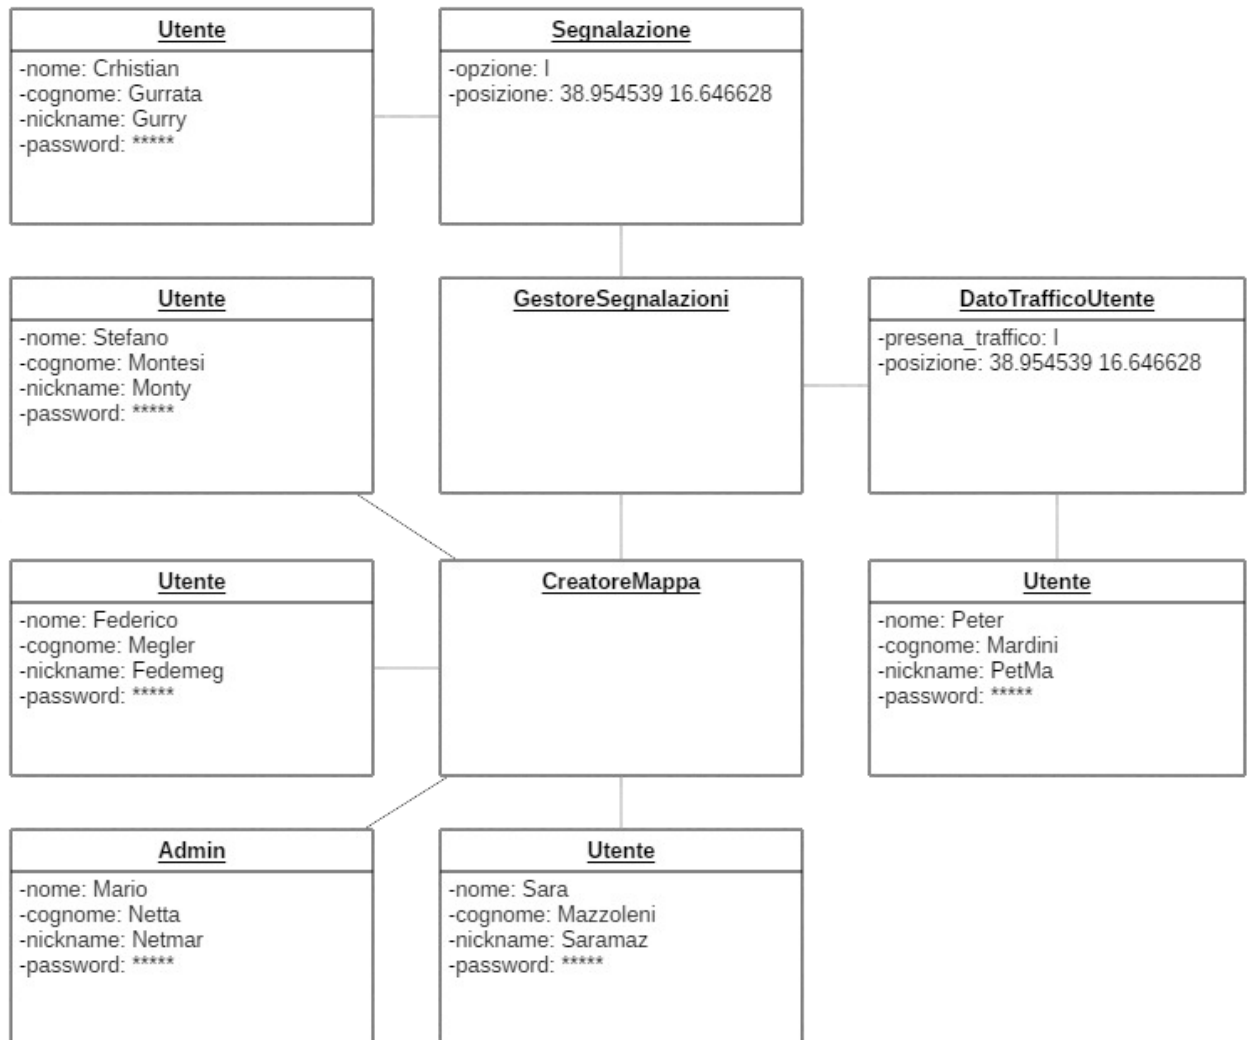 Utente
-nome: Crhistian
-cognome: Gurrata
-nickname: Gurry
-password: *****
Segnalazione
-opzione: I
-posizione: 38.954539 16.646628
Utente
-nome: Stefano
-cognome: Montesi
-nickname: Monty
-password: *****
GestoreSegnalazioni
DatoTrafficoUtente
-presena_traffico: I
-posizione: 38.954539 16.646628
Utente
-nome: Federico
-cognome: Megler
-nickname: Fedemeg
-password: *****
CreatoreMappa
Utente
-nome: Peter
-cognome: Mardini
-nickname: PetMa
-password: *****
Admin
-nome: Mario
-cognome: Netta
-nickname: Netmar
-password: *****
Utente
-nome: Sara
-cognome: Mazzoleni
-nickname: Saramaz
-password: *****